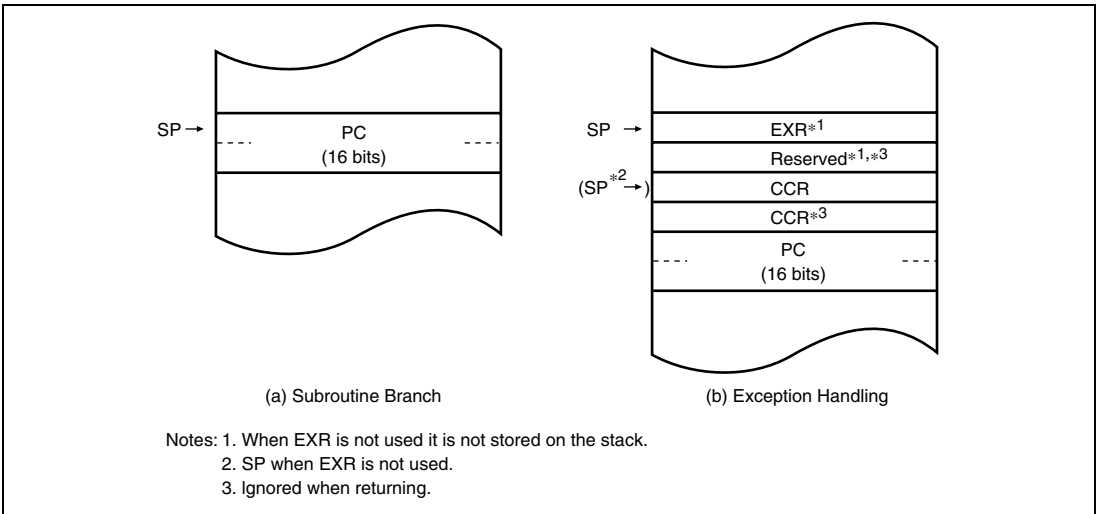 SP →
PC
(16 bits)
(a) Subroutine Branch
SP →
EXR*1
Reserved*1,*3
(SP*2 →)
CCR
CCR*3
PC
(16 bits)
(b) Exception Handling
Notes: 1. When EXR is not used it is not stored on the stack.
2. SP when EXR is not used.
3. Ignored when returning.